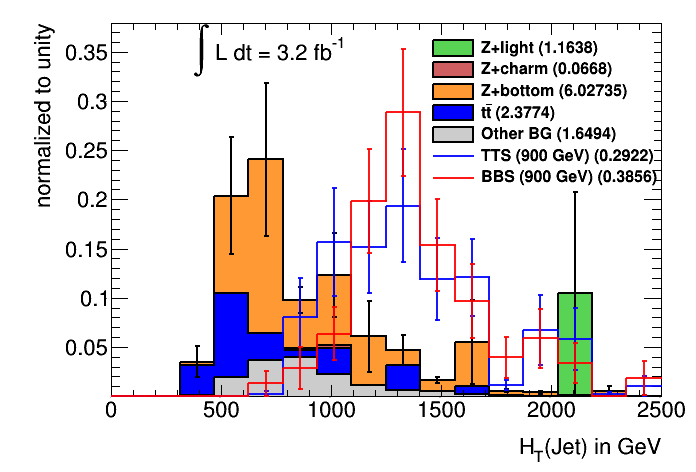 ∫ L dt = 3.2 fb⁻¹
Z+light (1.1638)
Z+charm (0.0668)
Z+bottom (6.02735)
tt̄ (2.3774)
Other BG (1.6494)
TTS (900 GeV) (0.2922)
BBS (900 GeV) (0.3856)
normalized to unity
0.35
0.3
0.25
0.2
0.15
0.1
0.05
0 500 1000 1500 2000 2500
H_T(Jet) in GeV